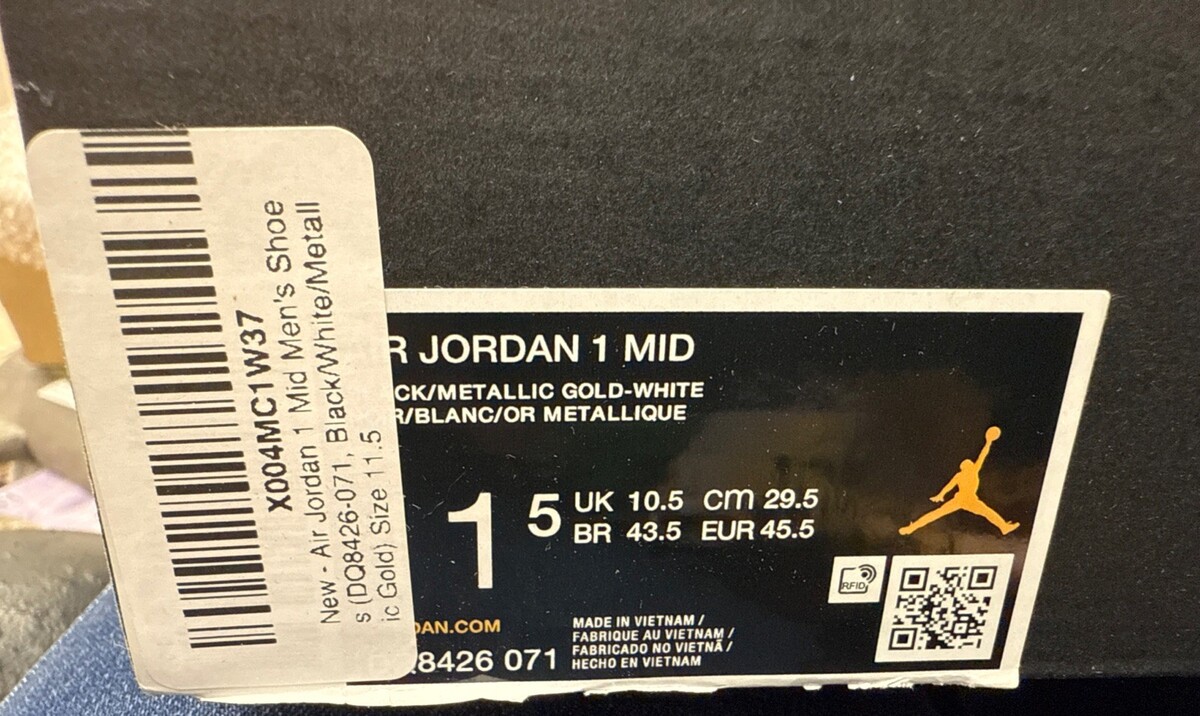 X004MC1W37
New - Air Jordan 1 Mid Men's Shoe
s (DQ8426-071, Black/White/Metall
ic Gold) Size 11.5
R JORDAN 1 MID
CK/METALLIC GOLD-WHITE
R/BLANC/OR METALLIQUE
1 5
UK 10.5 cm 29.5
BR 43.5 EUR 45.5
RFID
DAN.COM
8426 071
MADE IN VIETNAM /
FABRIQUE AU VIETNAM /
FABRICADO NO VIETNÃ /
HECHO EN VIETNAM